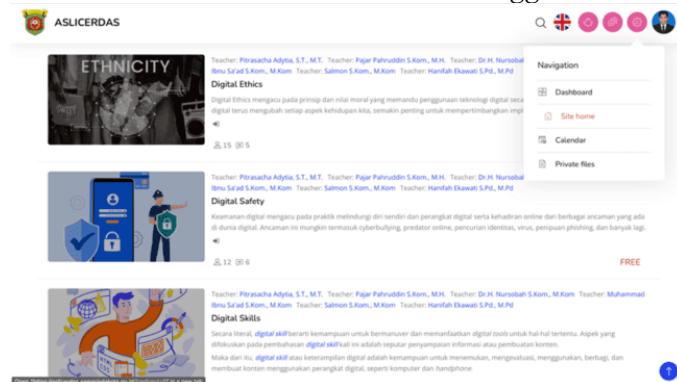 ASLICERDAS
Navigation
Dashboard
Site home
Calendar
Private files
ETHNICITY
Teacher: Pitrasacha Adytia, S.T., M.T. Teacher: Pajar Pahruddin S.Kom., M.H. Teacher: Dr.H. Nursobah
Ibnu Sa'ad S.Kom., M.Kom Teacher: Salmon S.Kom., M.Kom Teacher: Hanifah Ekawati S.Pd., M.Pd
Digital Ethics
Digital Ethics mengacu pada prinsip dan nilai moral yang memandu penggunaan teknologi digital
digital terus mengubah setiap aspek kehidupan kita, semakin penting untuk mempertimbangkan
15 5
Teacher: Pitrasacha Adytia, S.T., M.T. Teacher: Pajar Pahruddin S.Kom., M.H. Teacher: Dr.H. Nursobah
Ibnu Sa'ad S.Kom., M.Kom Teacher: Salmon S.Kom., M.Kom Teacher: Hanifah Ekawati S.Pd., M.Pd
Digital Safety
Keamanan digital mengacu pada praktik melindungi diri sendiri dan perangkat digital serta kehadiran online dari berbagai ancaman yang ada
di dunia digital. Ancaman ini mungkin termasuk cyberbullying, predator online, pencurian identitas, virus, penipuan phishing, dan banyak lagi.
12 6
FREE
Teacher: Pitrasacha Adytia, S.T., M.T. Teacher: Pajar Pahruddin S.Kom., M.H. Teacher: Dr.H. Nursobah S.Kom., M.Kom Teacher: Muhammad
Ibnu Sa'ad S.Kom., M.Kom Teacher: Salmon S.Kom., M.Kom Teacher: Hanifah Ekawati S.Pd., M.Pd
Digital Skills
Secara literal, digital skill berarti kemampuan untuk bermanuver dan memanfaatkan digital tools untuk hal-hal tertentu. Aspek yang
difokuskan pada pembahasan digital skill kali ini adalah seputar penyampaian informasi atau pembuatan konten.
Maka dari itu, digital skill atau keterampilan digital adalah kemampuan untuk menemukan, mengevaluasi, menggunakan, berbagi, dan
membuat konten menggunakan perangkat digital, seperti komputer dan handphone.